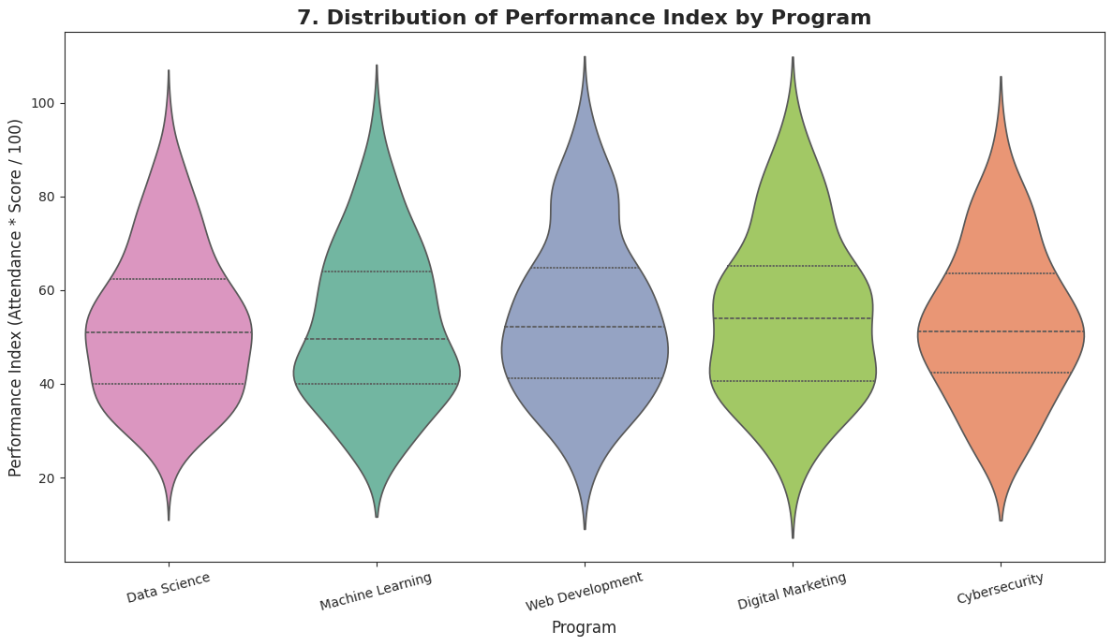 7. Distribution of Performance Index by Program
Performance Index (Attendance * Score / 100)
100
80
60
40
20
Data Science
Machine Learning
Web Development
Digital Marketing
Cybersecurity
Program